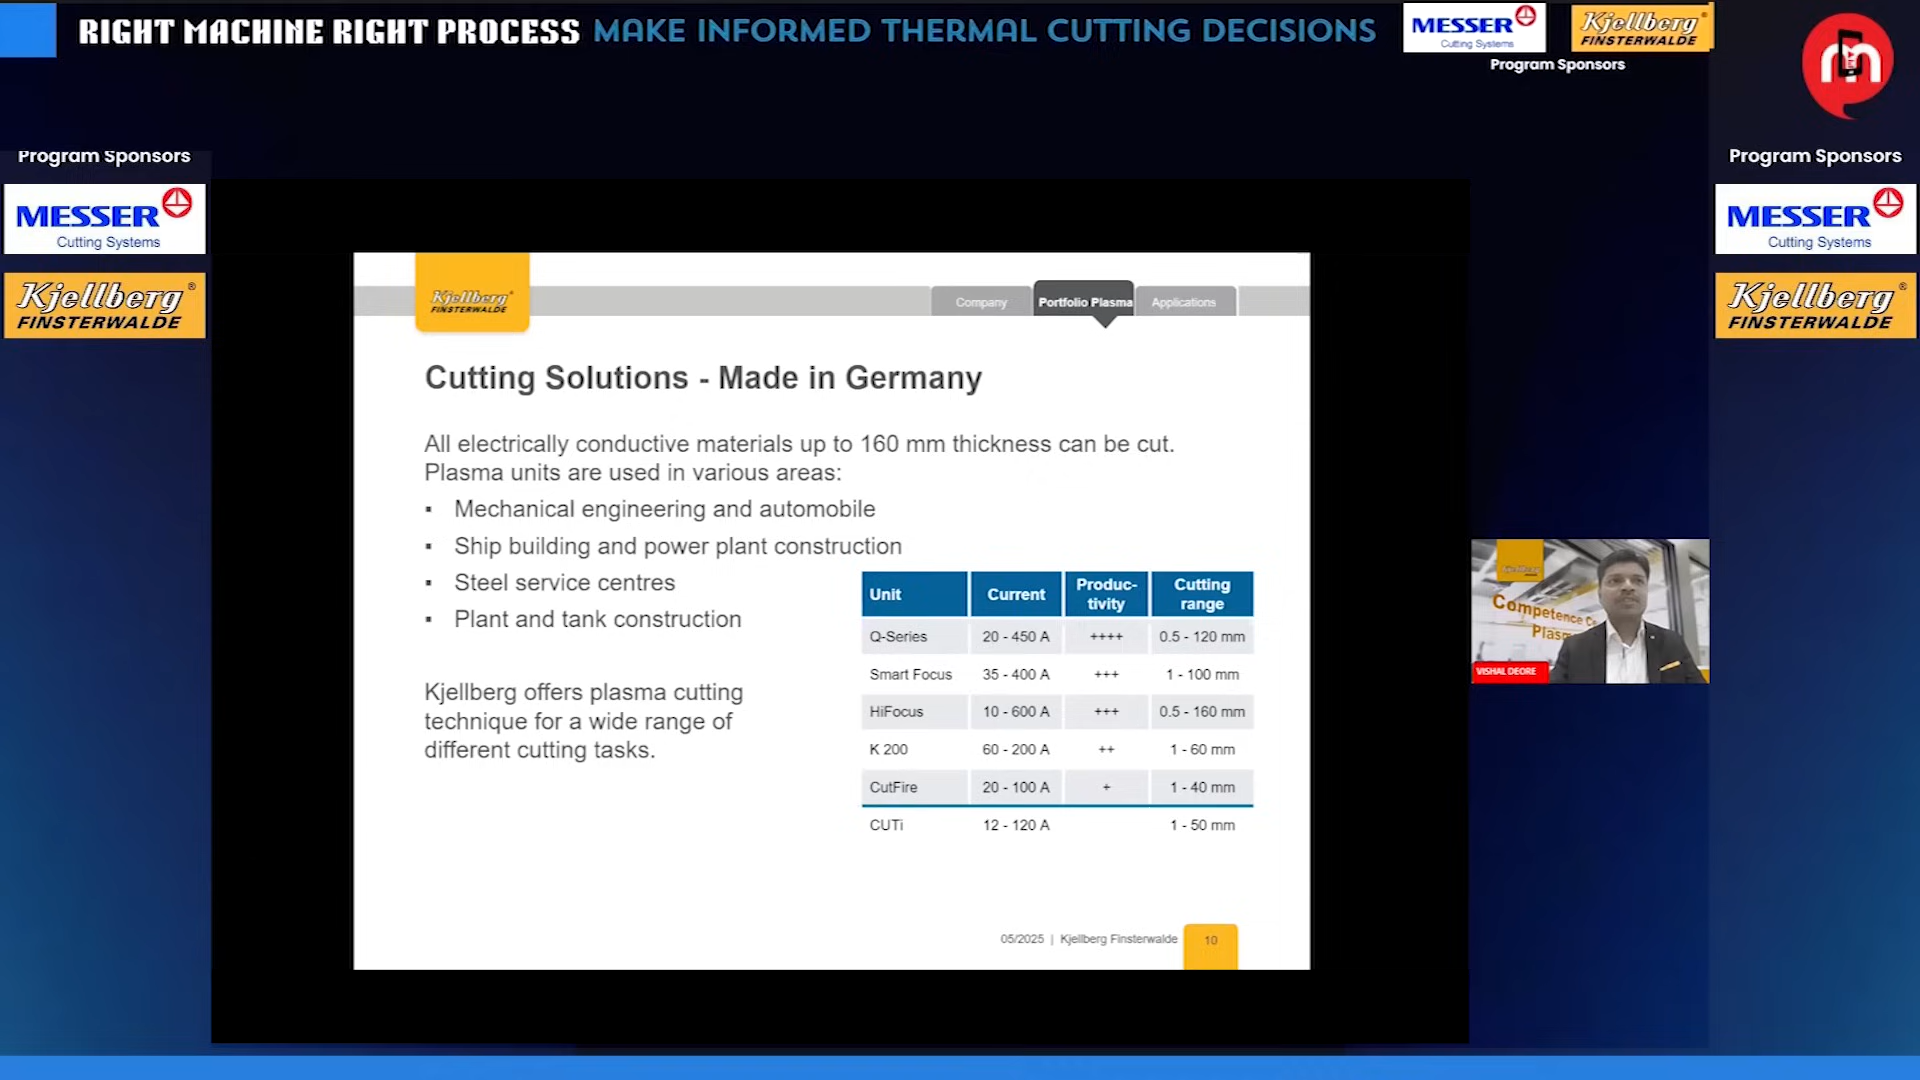 RIGHT MACHINE RIGHT PROCESS MAKE INFORMED THERMAL CUTTING DECISIONS
MESSER
Cutting Systems
Kjellberg®
FINSTERWALDE
Program Sponsors
Program Sponsors
MESSER
Cutting Systems
Kjellberg®
FINSTERWALDE
Program Sponsors
MESSER
Cutting Systems
Kjellberg®
FINSTERWALDE
Kjellberg®
FINSTERWALDE
Company
Portfolio Plasma
Applications
Cutting Solutions - Made in Germany
All electrically conductive materials up to 160 mm thickness can be cut.
Plasma units are used in various areas:
▪ Mechanical engineering and automobile
▪ Ship building and power plant construction
▪ Steel service centres
▪ Plant and tank construction
Kjellberg offers plasma cutting
technique for a wide range of
different cutting tasks.
Unit Current Produc-tivity Cutting range
Q-Series 20 - 450 A ++++ 0.5 - 120 mm
Smart Focus 35 - 400 A +++ 1 - 100 mm
HiFocus 10 - 600 A +++ 0.5 - 160 mm
K 200 60 - 200 A ++ 1 - 60 mm
CutFire 20 - 100 A + 1 - 40 mm
CUTi 12 - 120 A 1 - 50 mm
05/2025 | Kjellberg Finsterwalde 10
Kjellberg
Competence C
Plas
VISHAL DEORE